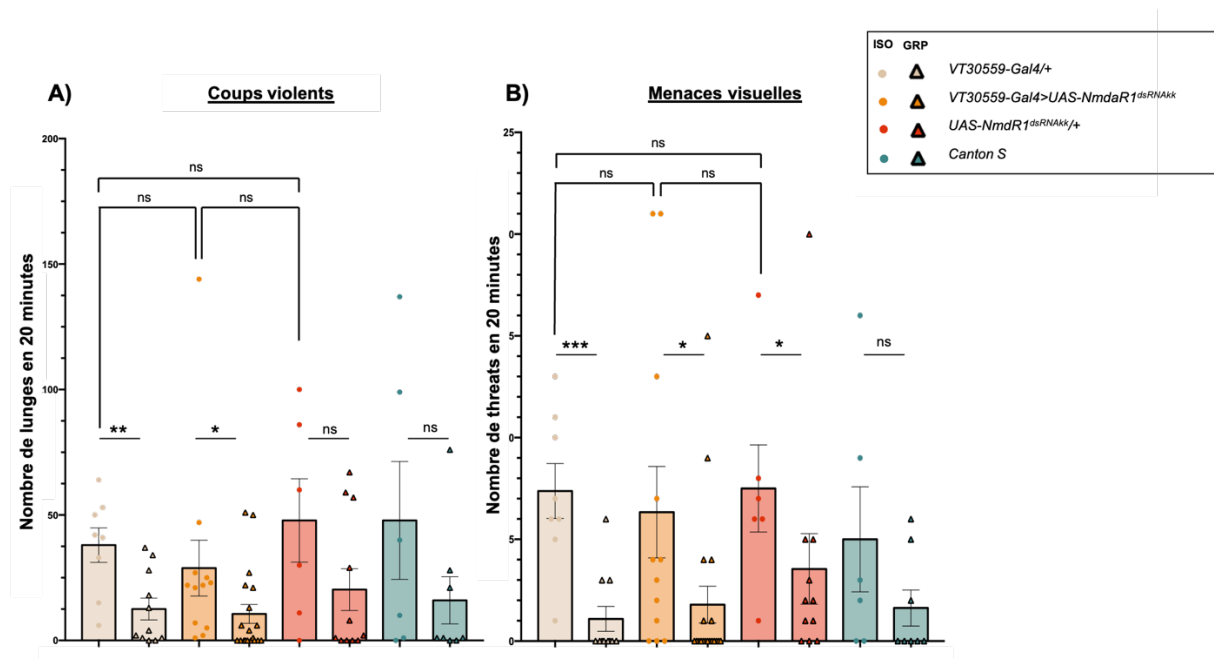 ISO GRP
VT30559-Gal4/+
VT30559-Gal4>UAS-NmdaR1dsRNAkk
UAS-NmdR1dsRNAkk/+
Canton S
A) Coups violents
Nombre de lunges en 20 minutes
200
150
100
50
0
ns
ns ns
** * ns ns
B) Menaces visuelles
Nombre de threats en 20 minutes
25
0
5
0
5
0
ns
ns ns
*** * * ns